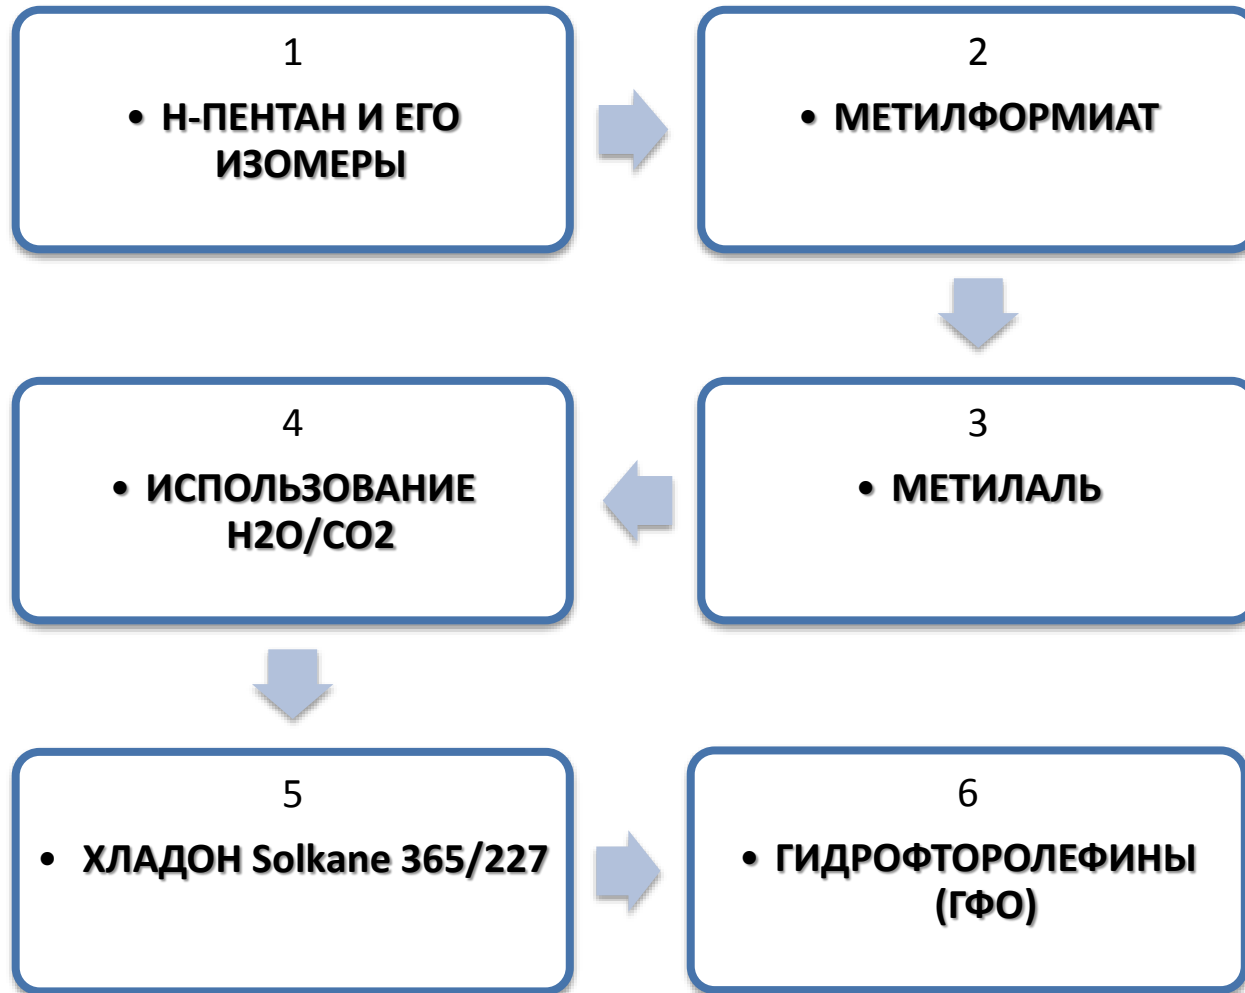 1
• Н-ПЕНТАН И ЕГО
ИЗОМЕРЫ
2
• МЕТИЛФОРМИАТ
3
• МЕТИЛАЛЬ
4
• ИСПОЛЬЗОВАНИЕ
H2O/CO2
5
• ХЛАДОН Solkane 365/227
6
• ГИДРОФТОРОЛЕФИНЫ
(ГФО)